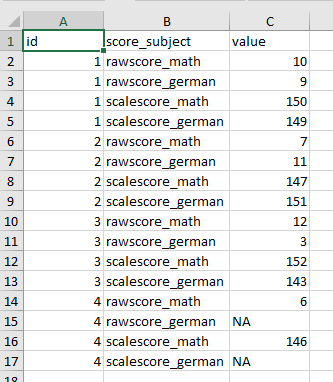 A B C
1 id score_subject value
2 1 rawscore_math 10
3 1 rawscore_german 9
4 1 scalescore_math 150
5 1 scalescore_german 149
6 2 rawscore_math 7
7 2 rawscore_german 11
8 2 scalescore_math 147
9 2 scalescore_german 151
10 3 rawscore_math 12
11 3 rawscore_german 3
12 3 scalescore_math 152
13 3 scalescore_german 143
14 4 rawscore_math 6
15 4 rawscore_german NA
16 4 scalescore_math 146
17 4 scalescore_german NA